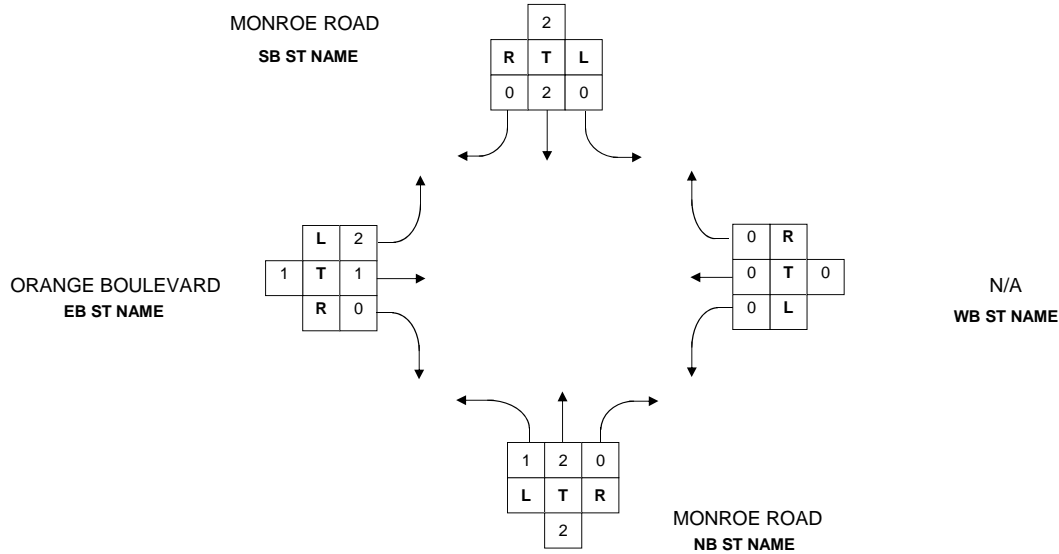 MONROE ROAD
SB ST NAME
2
R T L
0 2 0
ORANGE BOULEVARD
EB ST NAME
L 2
1 T 1
R 0
0 R
0 T 0
0 L
N/A
WB ST NAME
1 2 0
L T R
2
MONROE ROAD
NB ST NAME